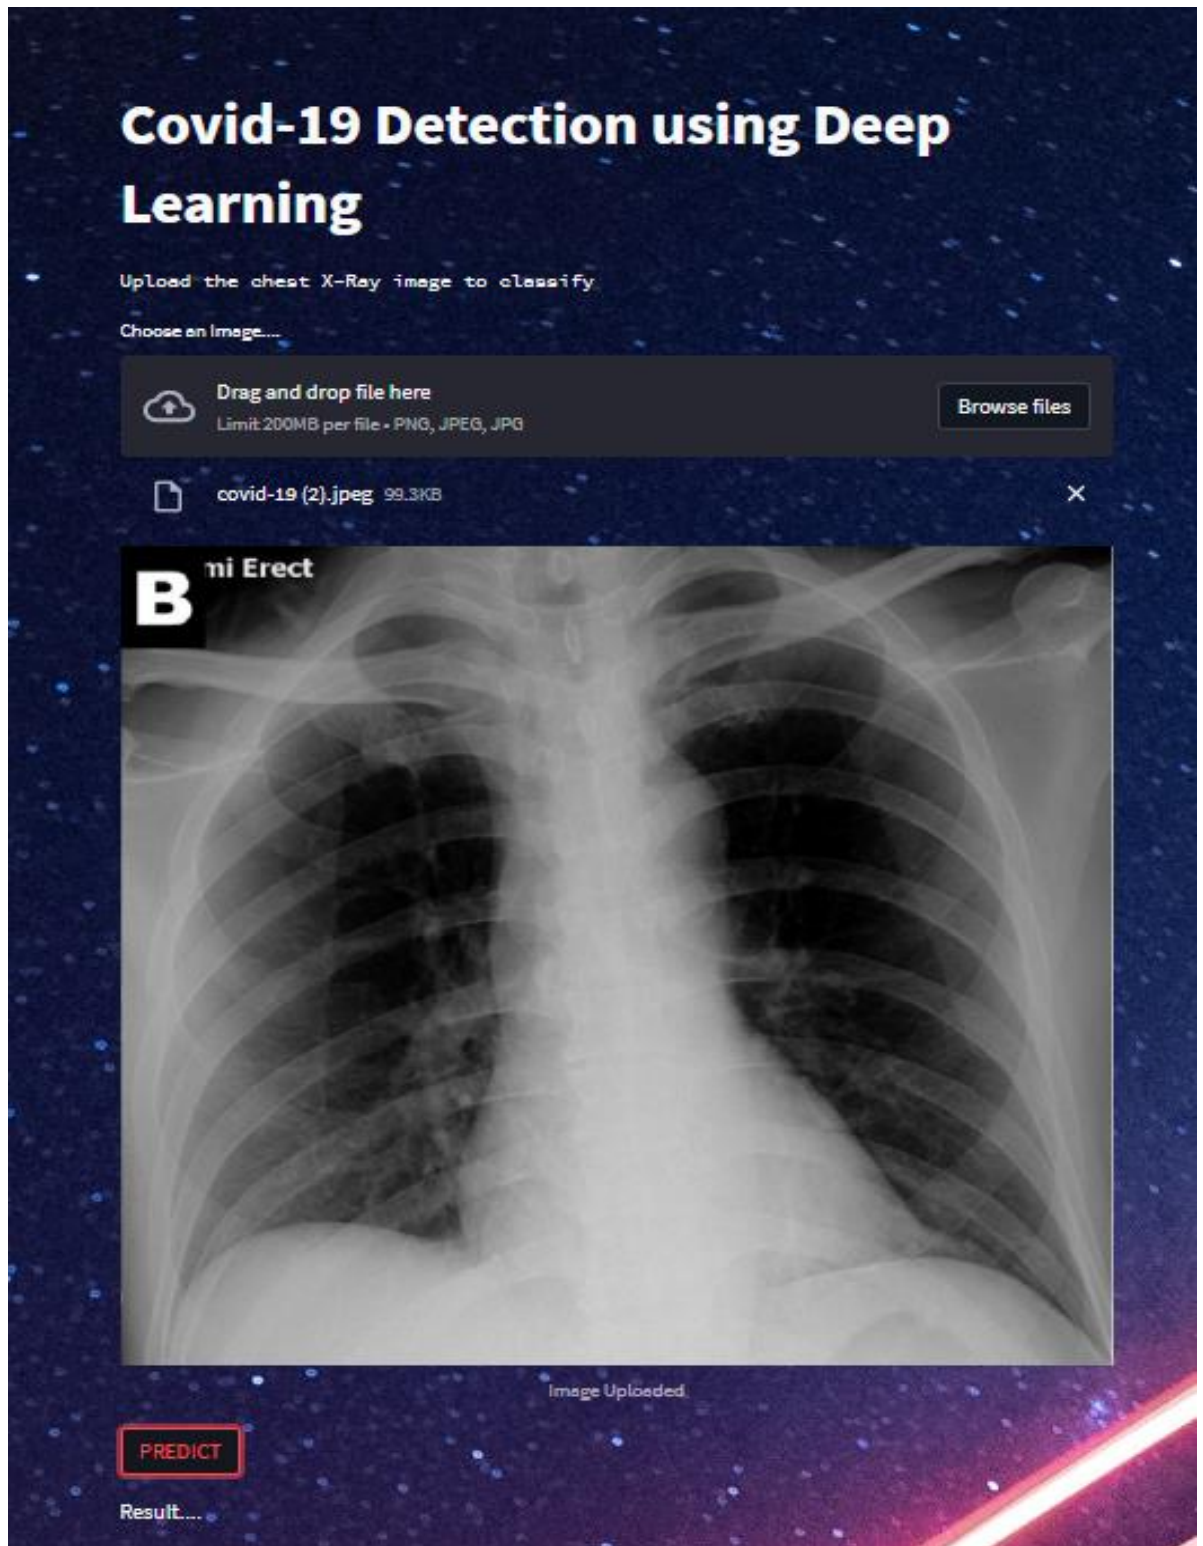 Covid-19 Detection using Deep
Learning
Upload the chest X-Ray image to classify
Choose an Image....
Drag and drop file here
Limit 200MB per file • PNG, JPEG, JPG
Browse files
covid-19 (2).jpeg 99.3KB
B
mi Erect
Image Uploaded.
PREDICT
Result....